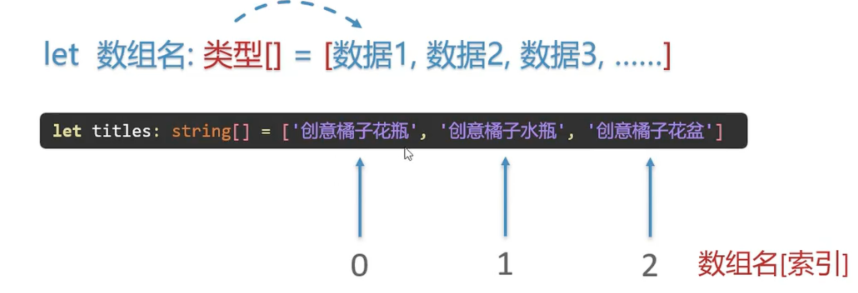 let 数组名: 类型[] = [数据1, 数据2, 数据3, ......]
let titles: string[] = ['创意橘子花瓶', '创意橘子水瓶', '创意橘子花盆']
0 1 2 数组名[索引]